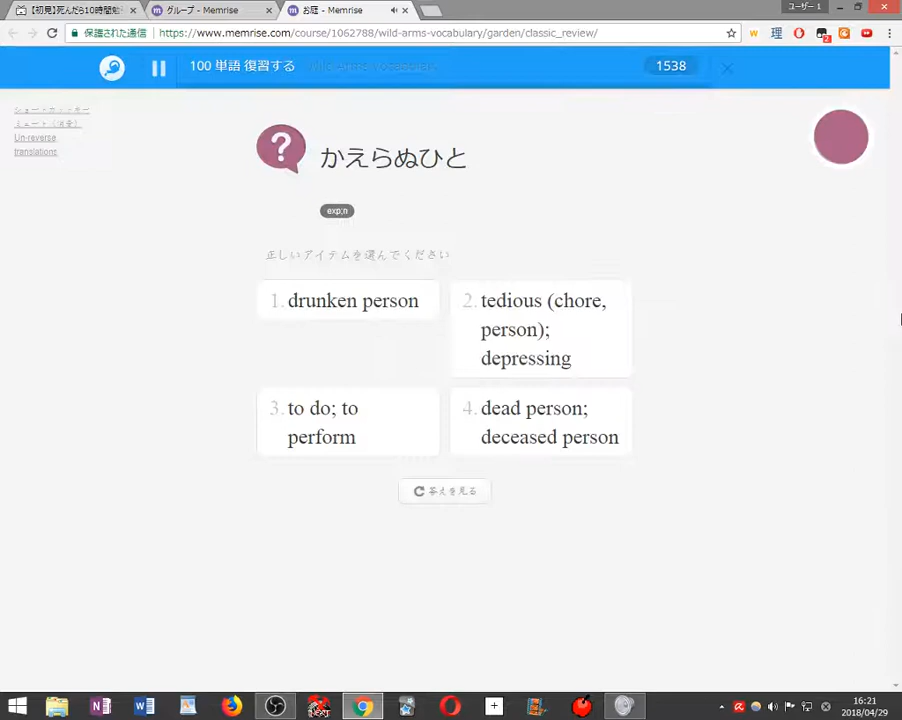 【初見】死んだら10時間勉強
グループ - Memrise
お庭 - Memrise
ユーザー 1
保護された通信
https://www.memrise.com/course/1062788/wild-arms-vocabulary/garden/classic_review/
100 単語 復習する
Wild Arms Vocabulary
1538
ショートカットキー
ミュート (消音)
Un-reverse
translations
かえらぬひと
exp;n
正しいアイテムを選んでください
1. drunken person
2. tedious (chore,
person);
depressing
3. to do; to
perform
4. dead person;
deceased person
答えを見る
16:21
2018/04/29